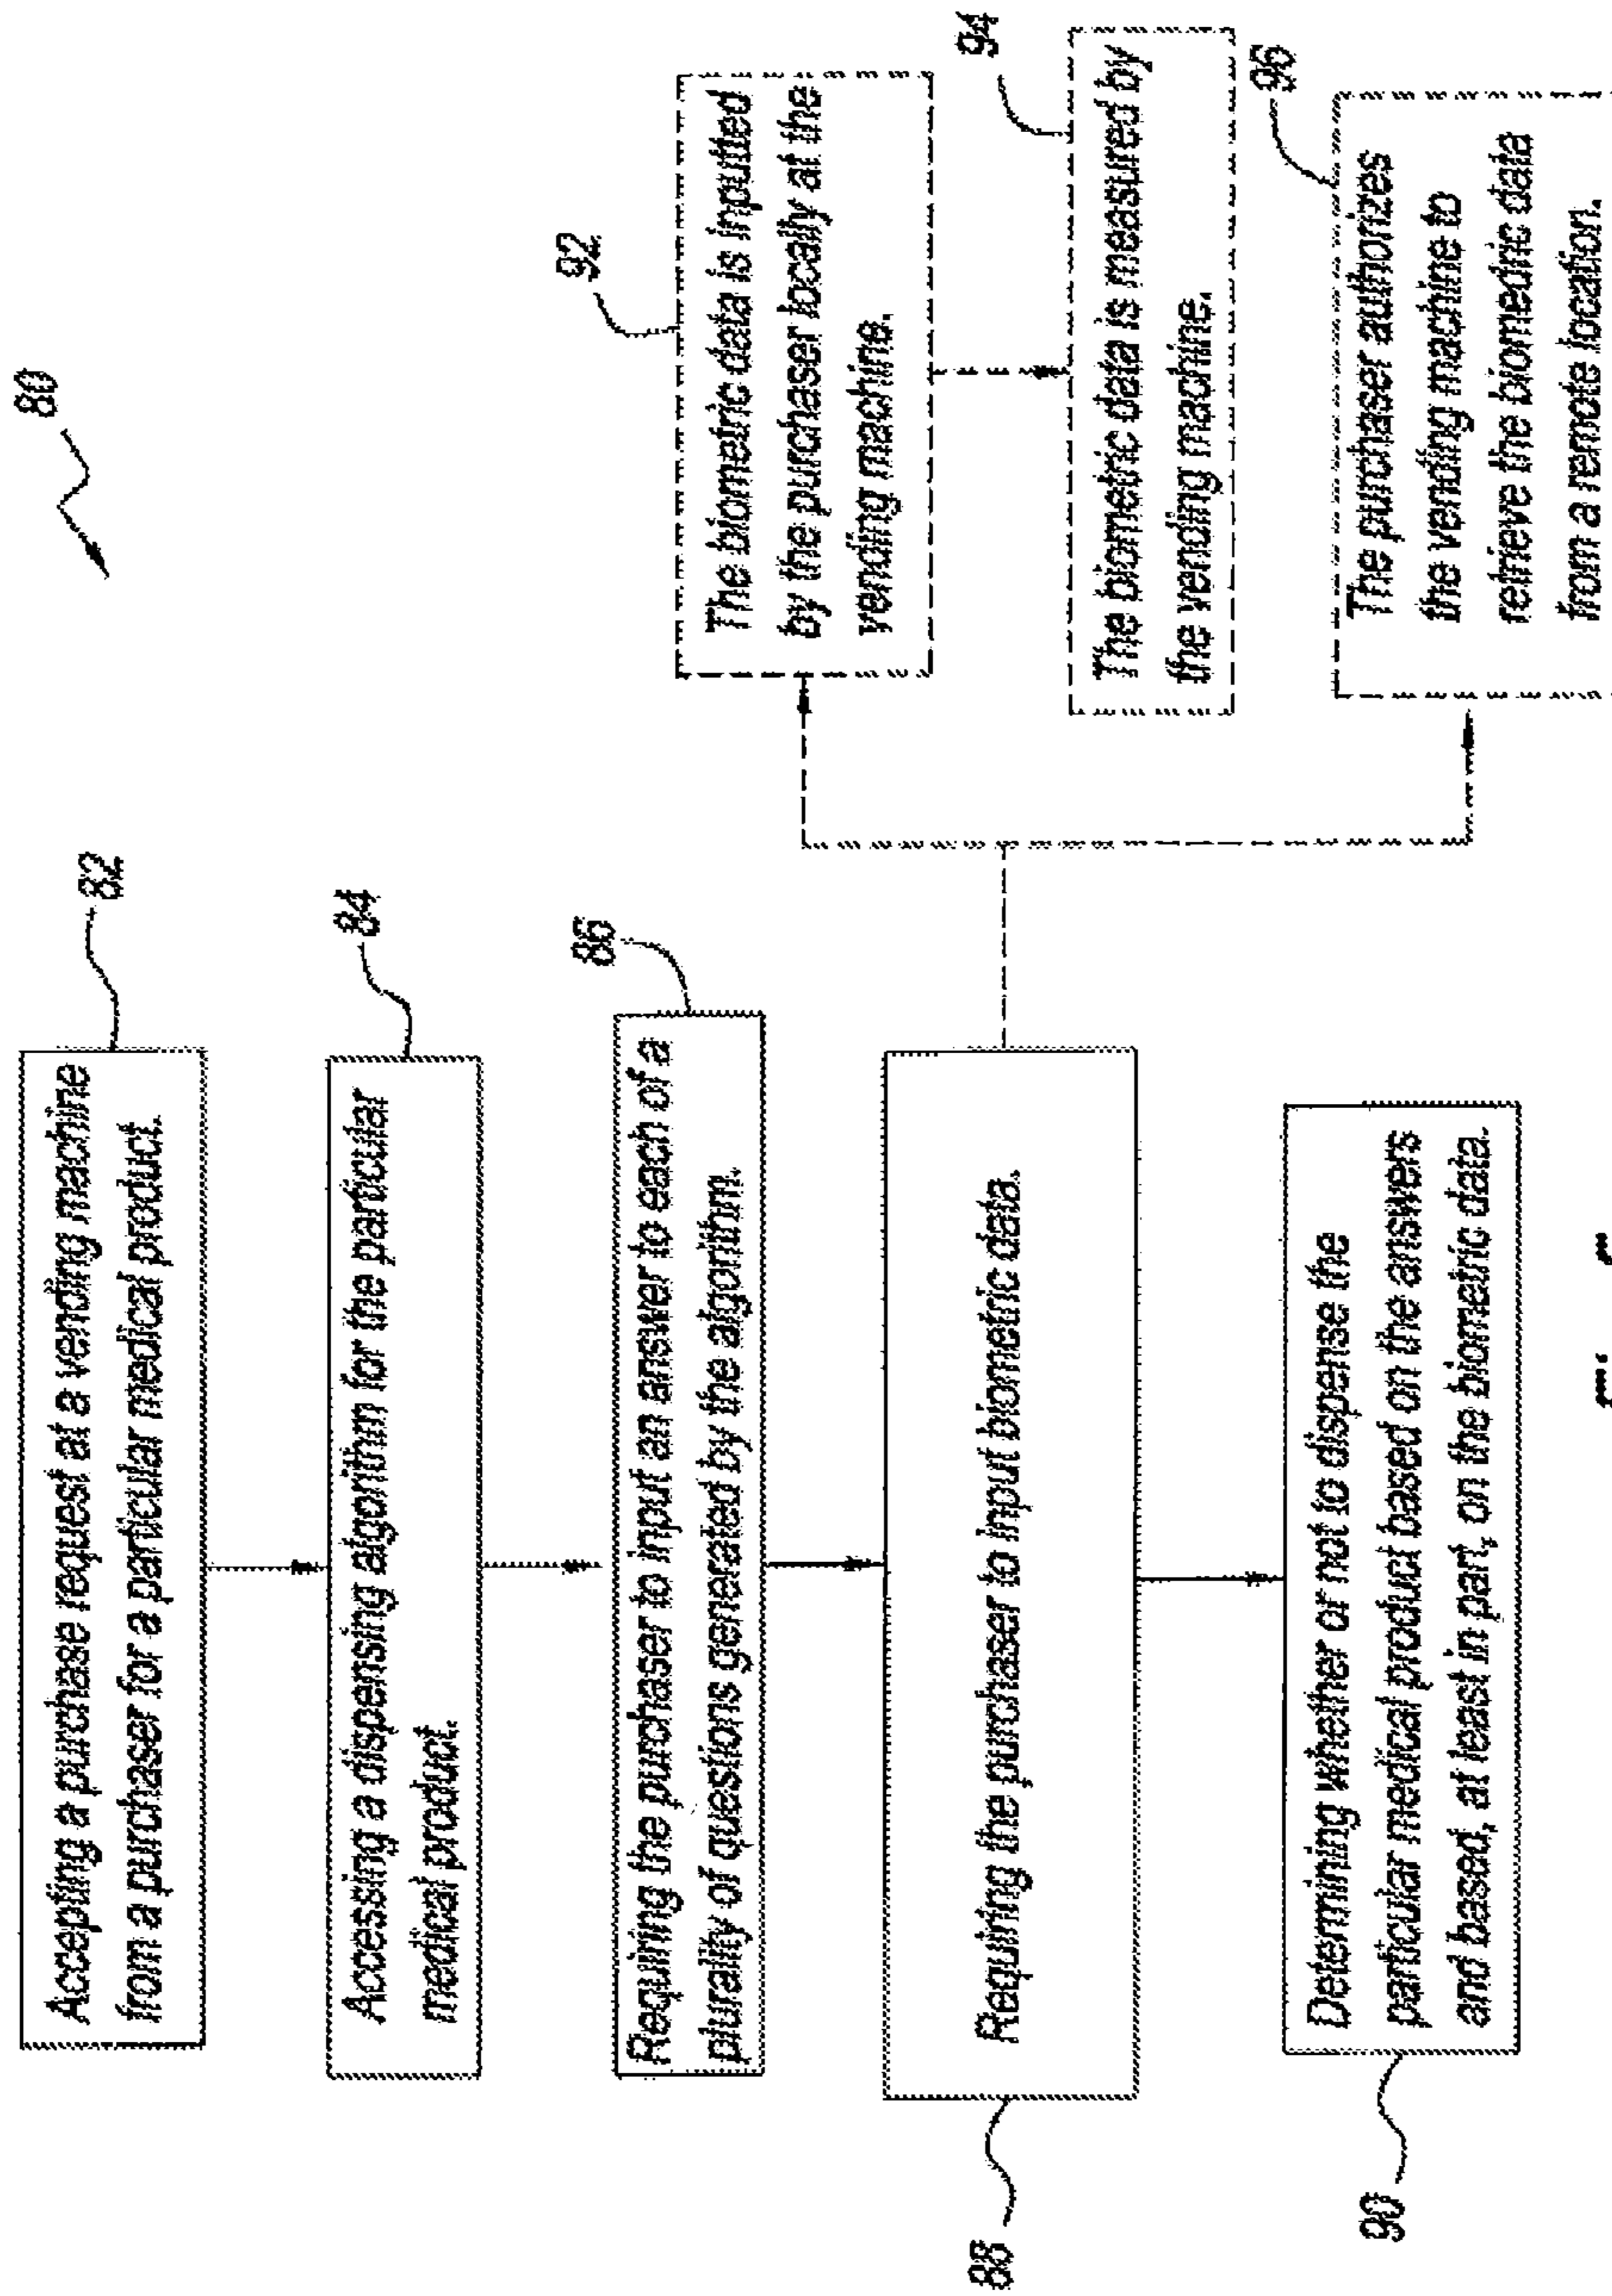 80
82
Accepting a purchase request at a vending machine
from a purchaser for a particular medical product.
84
Accessing a dispensing algorithm for the particular
medical product.
86
Requiring the purchaser to input an answer to each of a
plurality of questions generated by the algorithm.
88
Requiring the purchaser to input biometric data.
90
Determining whether or not to dispense the
particular medical product based on the answers
and based, at least in part, on the biometric data.
92
The biometric data is inputted
by the purchaser locally at the
vending machine.
94
The biometric data is measured by
the vending machine.
96
The purchaser authorizes
the vending machine to
retrieve the biomedric data
from a remote location.